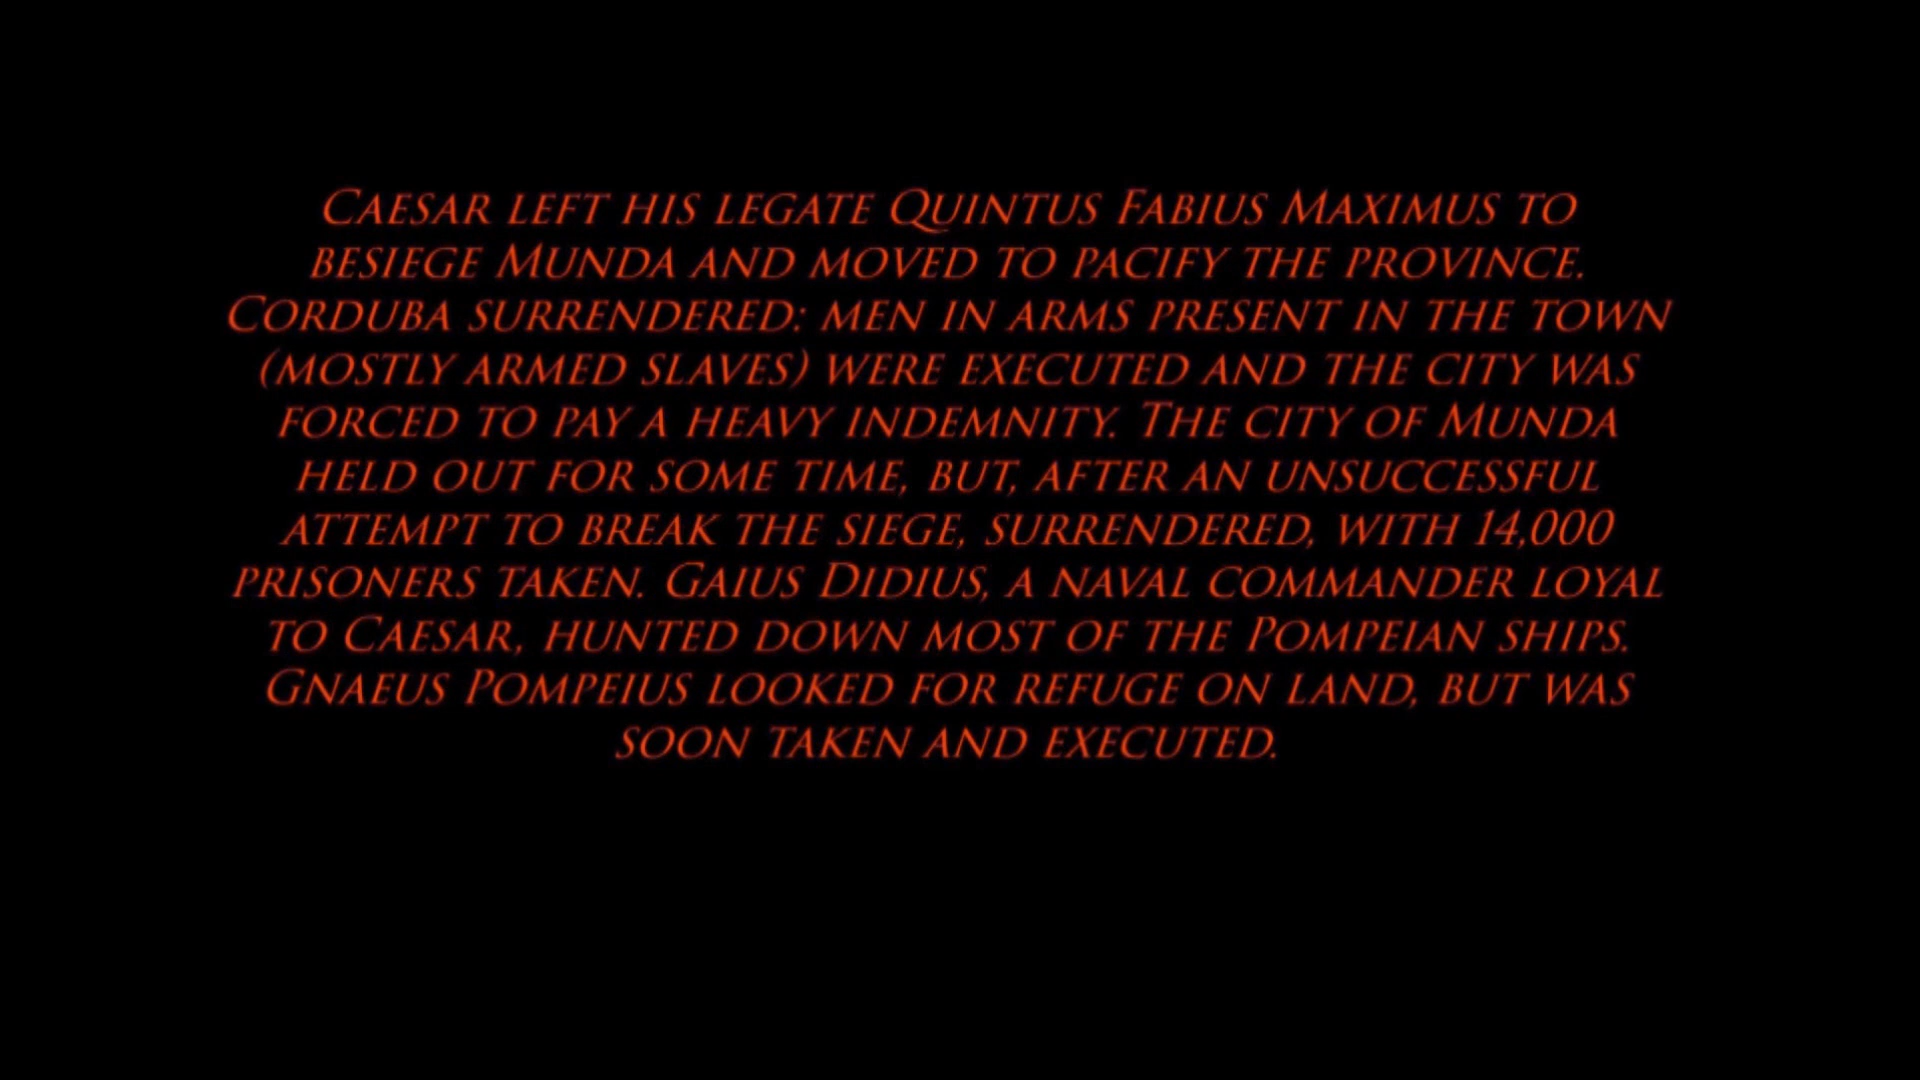 Caesar left his legate Quintus Fabius Maximus to
besiege Munda and moved to pacify the province.
Corduba surrendered: men in arms present in the town
(mostly armed slaves) were executed and the city was
forced to pay a heavy indemnity. The city of Munda
held out for some time, but, after an unsuccessful
attempt to break the siege, surrendered, with 14,000
prisoners taken. Gaius Didius, a naval commander loyal
to Caesar, hunted down most of the Pompeian ships.
Gnaeus Pompeius looked for refuge on land, but was
soon taken and executed.